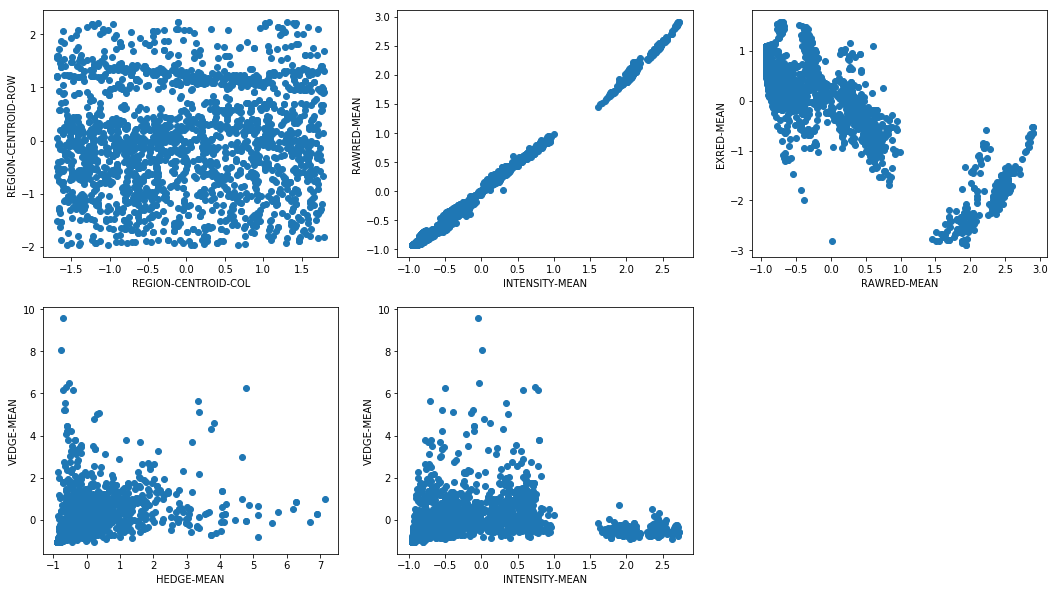 2
1
0
−1
−2
REGION-CENTROID-ROW
−1.5 −1.0 −0.5 0.0 0.5 1.0 1.5
REGION-CENTROID-COL
3.0
2.5
2.0
1.5
1.0
0.5
0.0
−0.5
−1.0
RAWRED-MEAN
−1.0 −0.5 0.0 0.5 1.0 1.5 2.0 2.5
INTENSITY-MEAN
1
0
−1
−2
−3
EXRED-MEAN
−1.0 −0.5 0.0 0.5 1.0 1.5 2.0 2.5 3.0
RAWRED-MEAN
10
8
6
4
2
0
VEDGE-MEAN
−1 0 1 2 3 4 5 6 7
HEDGE-MEAN
10
8
6
4
2
0
VEDGE-MEAN
−1.0 −0.5 0.0 0.5 1.0 1.5 2.0 2.5
INTENSITY-MEAN